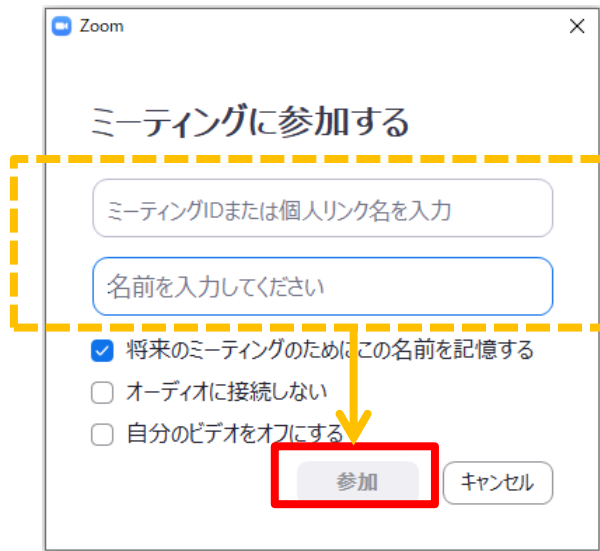 Zoom
ミーティングに参加する
ミーティングIDまたは個人リンク名を入力
名前を入力してください
将来のミーティングのためにこの名前を記憶する
オーディオに接続しない
自分のビデオをオフにする
参加
キャンセル